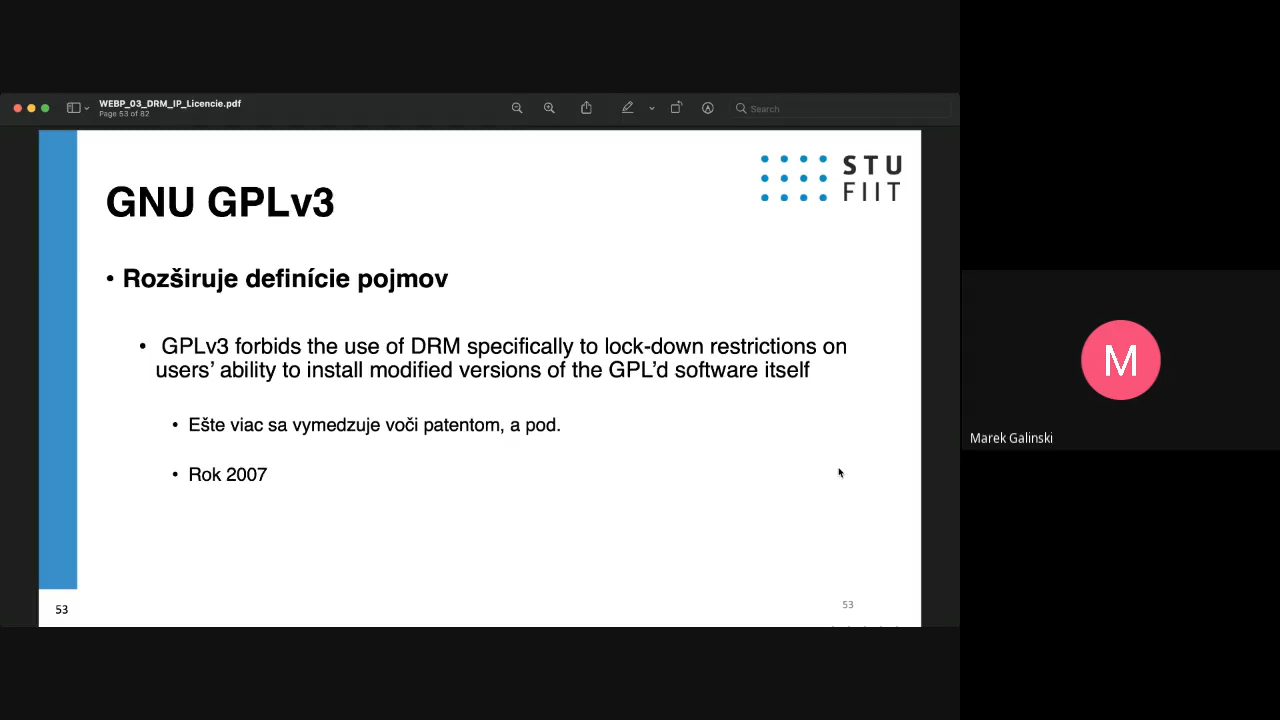 WEBP_03_DRM_IP_Licencie.pdf
Page 53 of 82
Search
STU
FIIT
GNU GPLv3
• Rozširuje definície pojmov
• GPLv3 forbids the use of DRM specifically to lock-down restrictions on
users’ ability to install modified versions of the GPL’d software itself
• Ešte viac sa vymedzuje voči patentom, a pod.
• Rok 2007
53
53
M
Marek Galinski